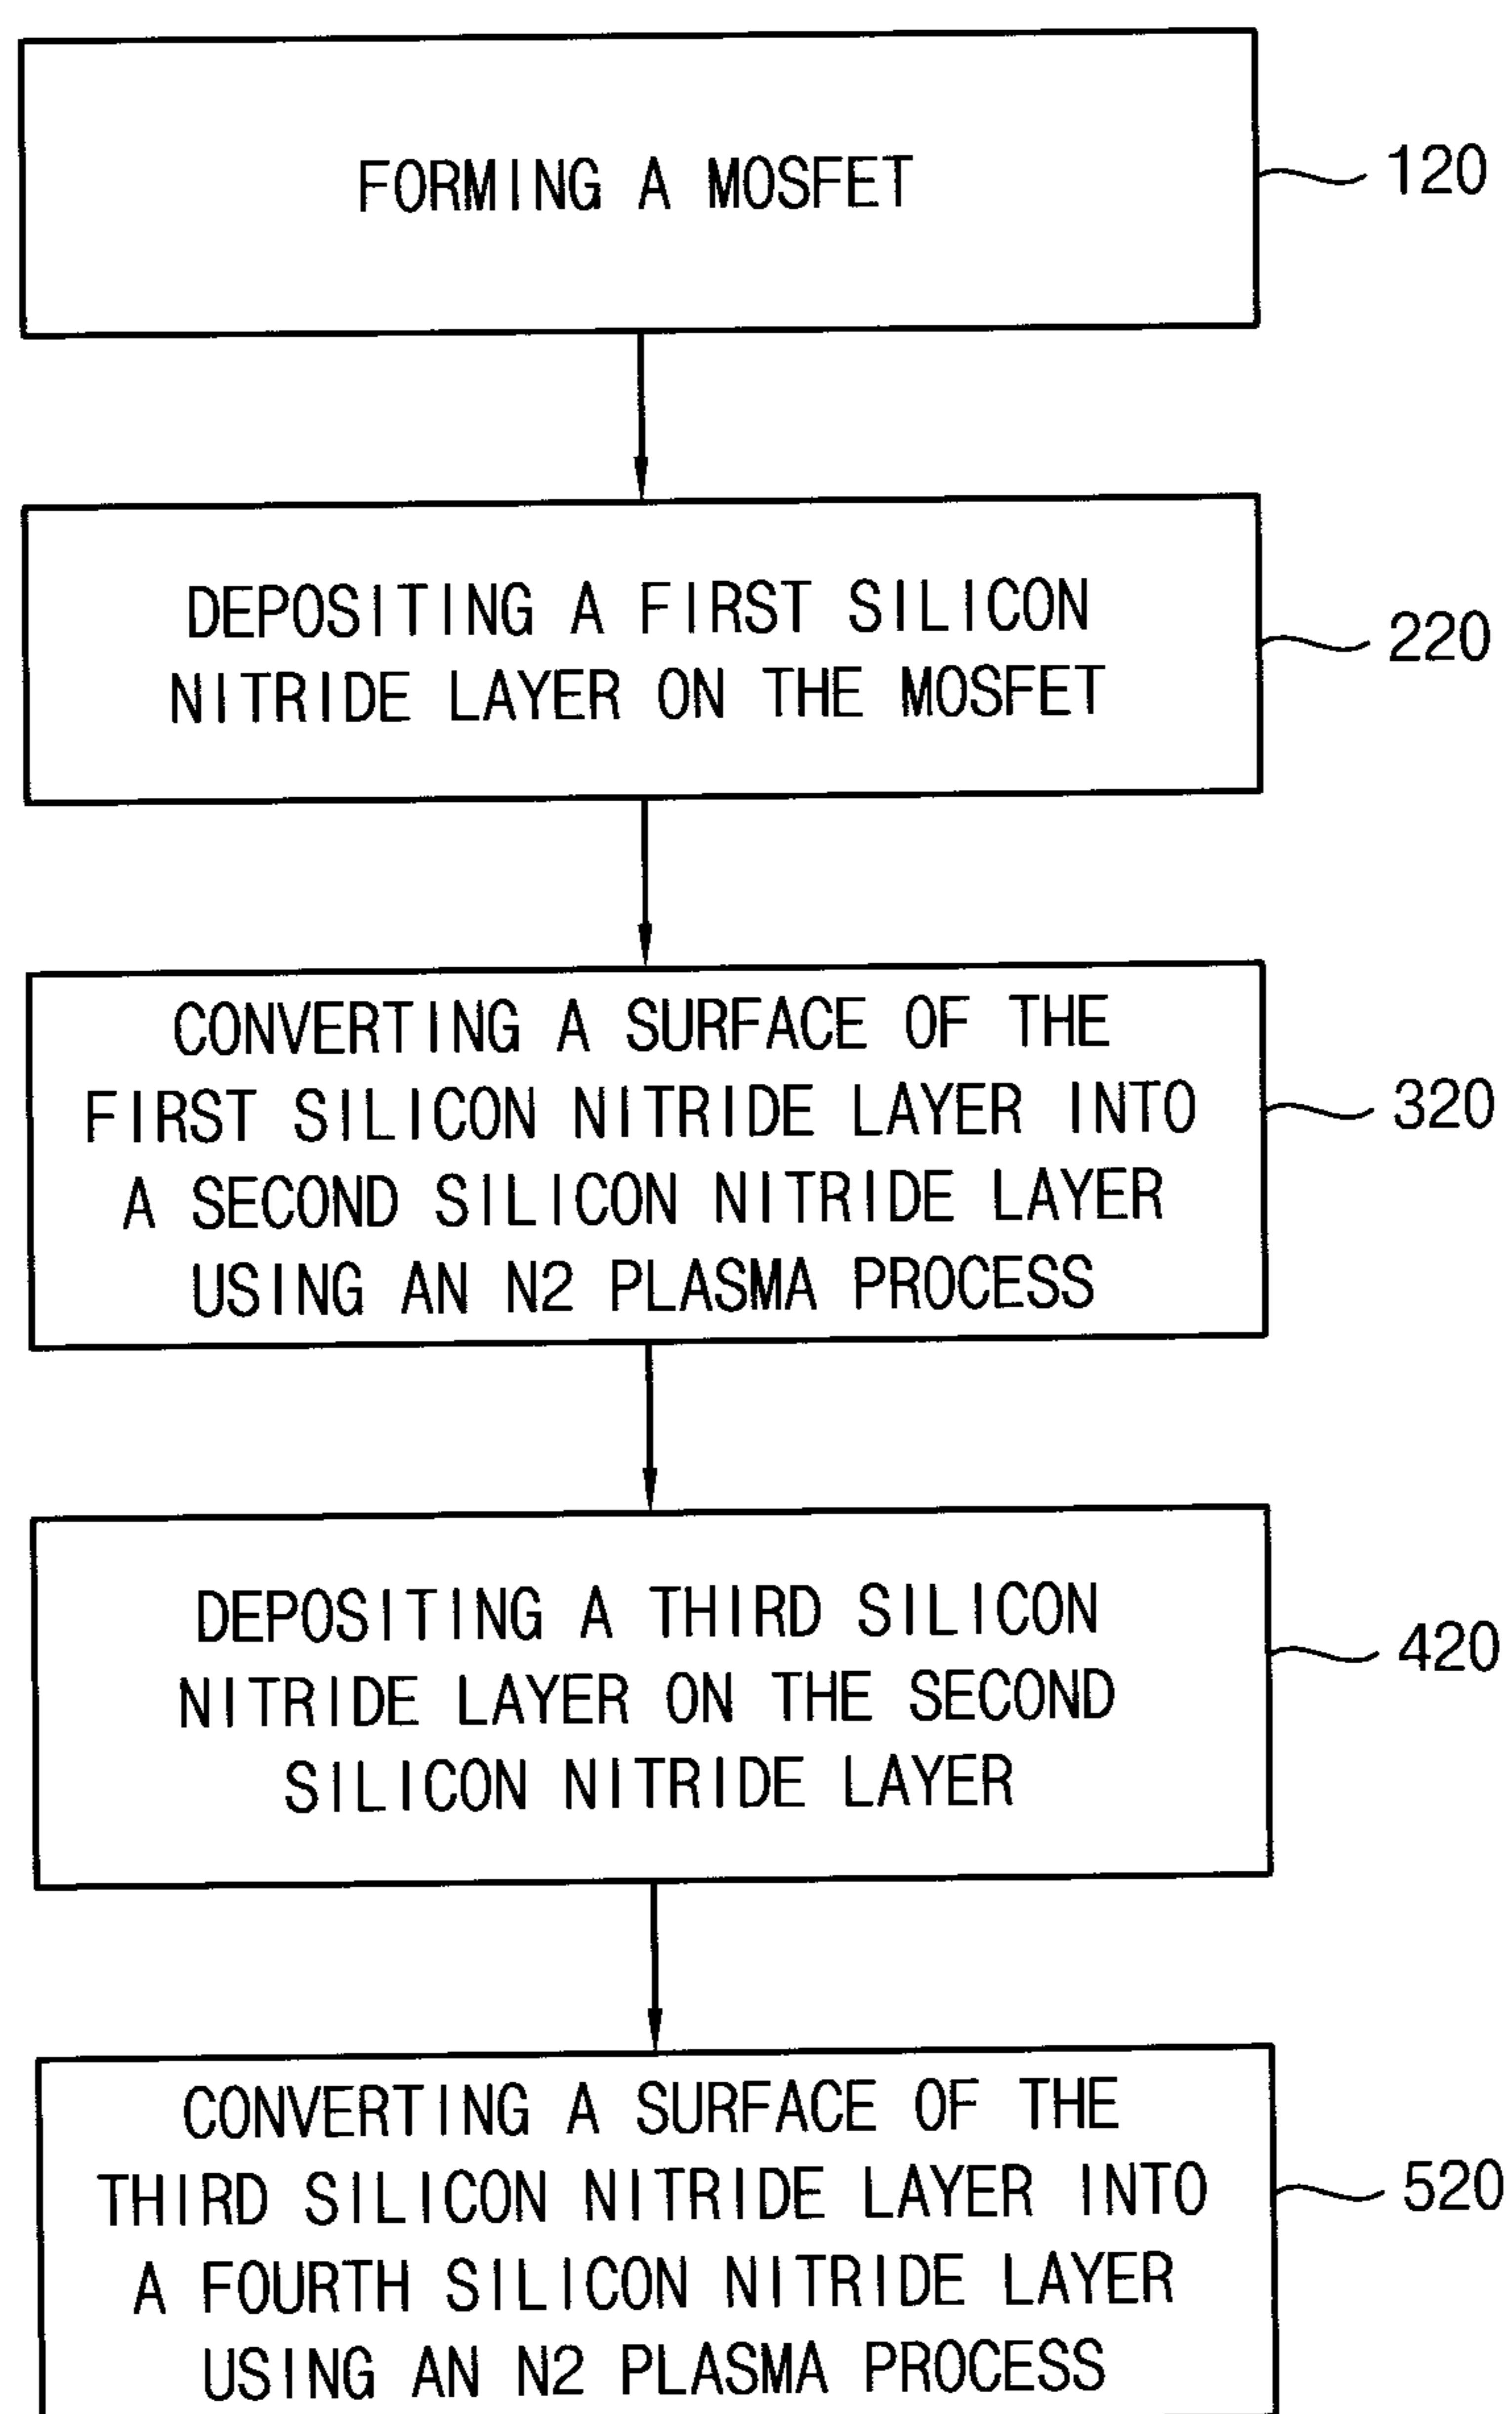 FORMING A MOSFET
120
DEPOSITING A FIRST SILICON
NITRIDE LAYER ON THE MOSFET
220
CONVERTING A SURFACE OF THE
FIRST SILICON NITRIDE LAYER INTO
A SECOND SILICON NITRIDE LAYER
USING AN N2 PLASMA PROCESS
320
DEPOSITING A THIRD SILICON
NITRIDE LAYER ON THE SECOND
SILICON NITRIDE LAYER
420
CONVERTING A SURFACE OF THE
THIRD SILICON NITRIDE LAYER INTO
A FOURTH SILICON NITRIDE LAYER
USING AN N2 PLASMA PROCESS
520